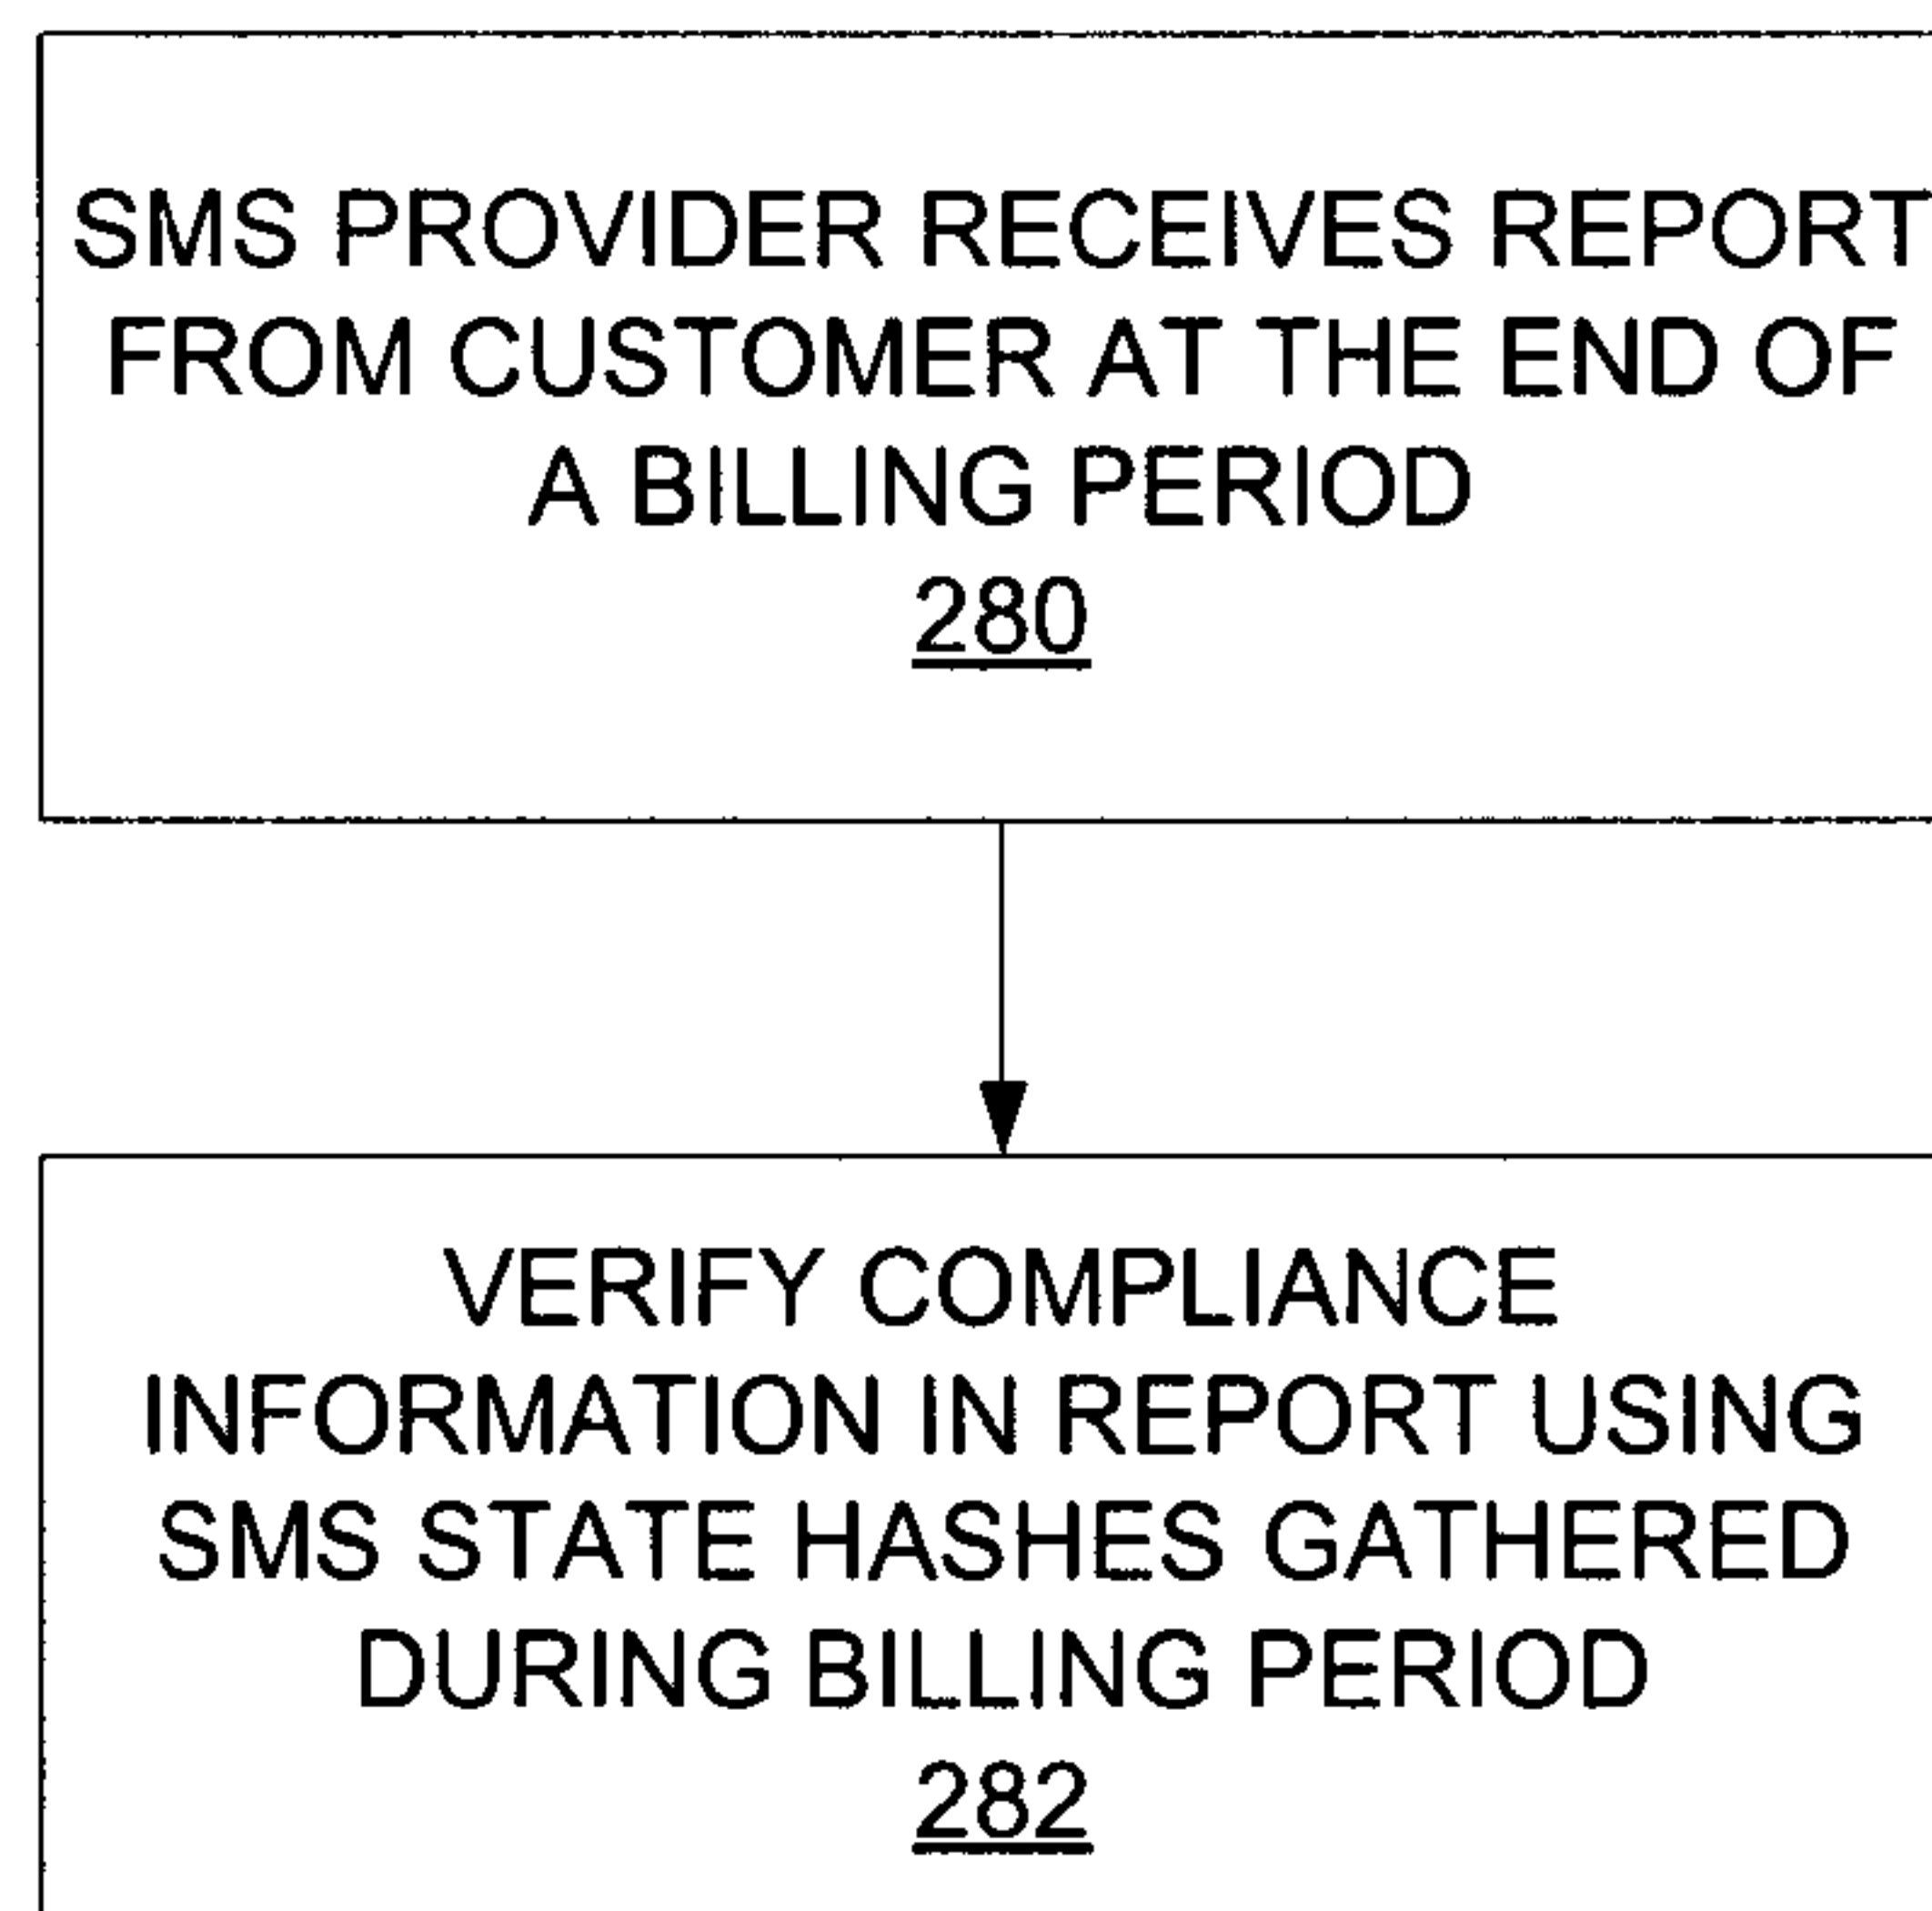 SMS PROVIDER RECEIVES REPORT
FROM CUSTOMER AT THE END OF
A BILLING PERIOD
280
VERIFY COMPLIANCE
INFORMATION IN REPORT USING
SMS STATE HASHES GATHERED
DURING BILLING PERIOD
282